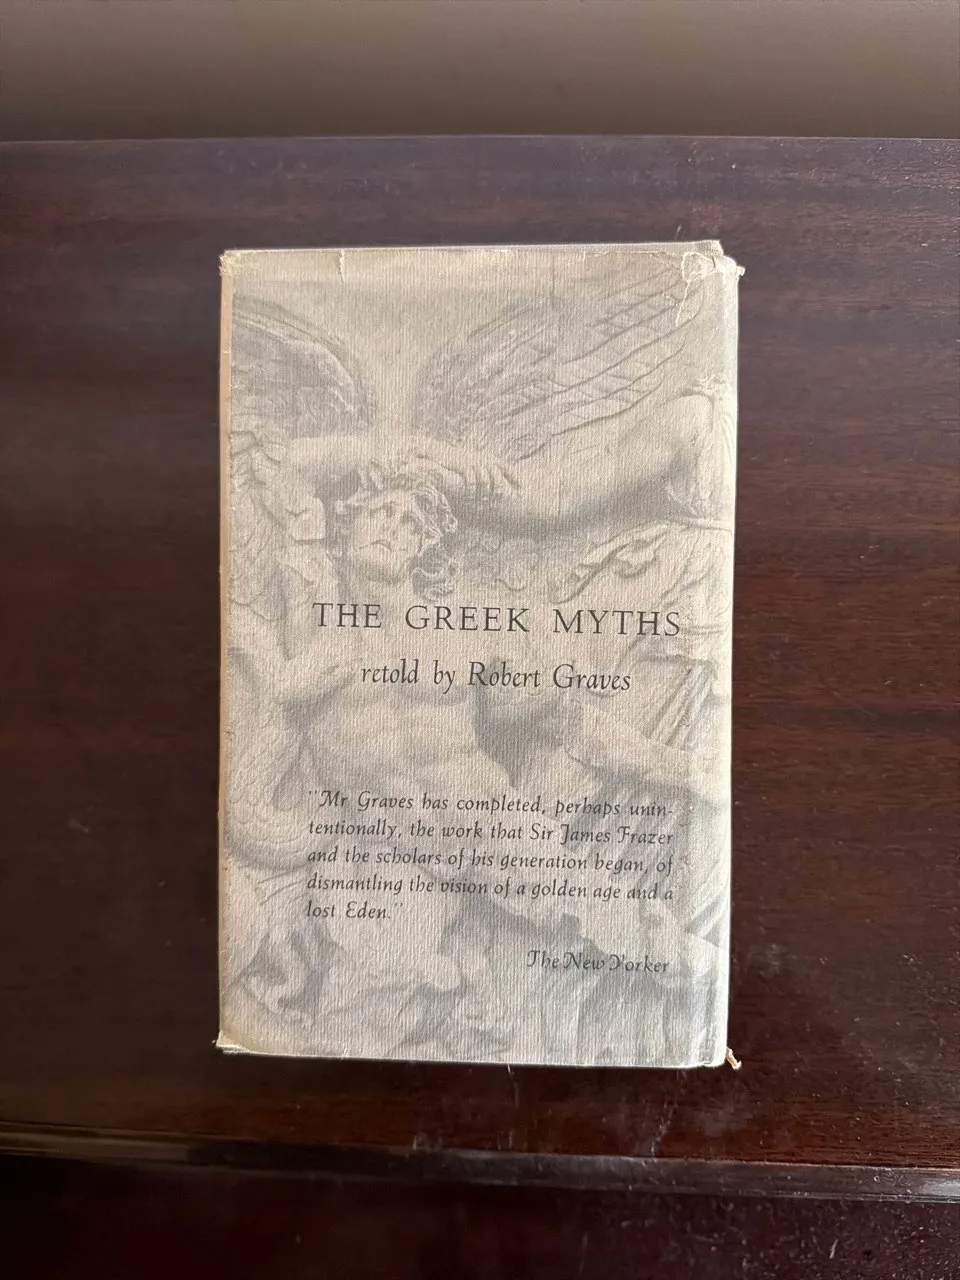 THE GREEK MYTHS
retold by Robert Graves
"Mr Graves has completed, perhaps unin-
tentionally, the work that Sir James Frazer
and the scholars of his generation began, of
dismantling the vision of a golden age and a
lost Eden."
The New Yorker